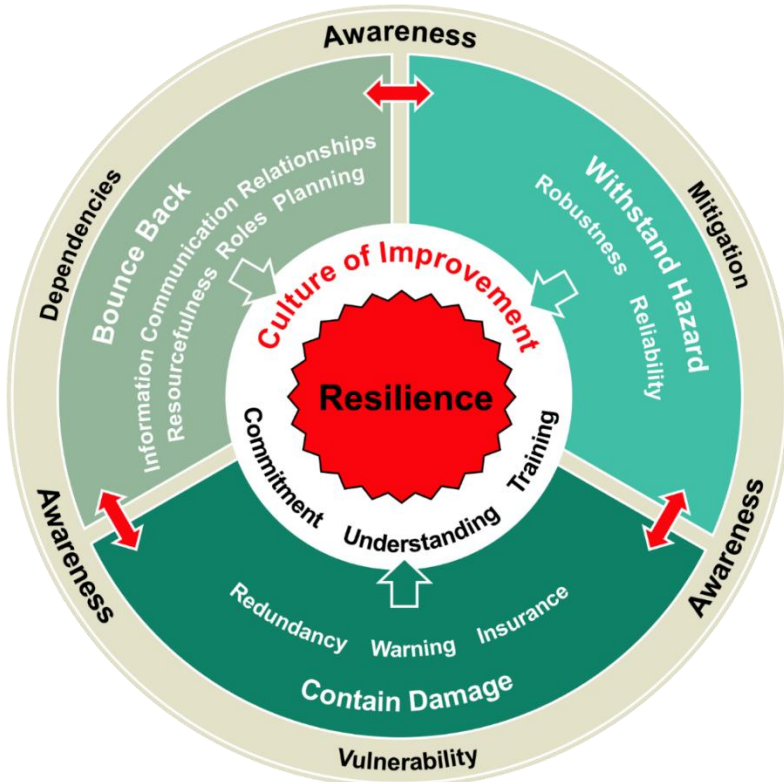 Awareness
Mitigation
Awareness
Vulnerability
Awareness
Dependencies
Bounce Back
Information Communication Relationships
Resourcefulness Roles Planning
Withstand Hazard
Robustness Reliability
Contain Damage
Redundancy Warning Insurance
Culture of Improvement
Commitment Understanding Training
Resilience